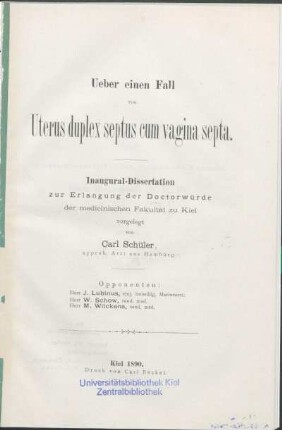 Ueber einen Fall
von
Uterus duplex septus cum vagina septa.
Inaugural-Dissertation
zur Erlangung der Doctorwürde
der medicinischen Fakultät zu Kiel
vorgelegt
von
Carl Schüler,
approb. Arzt aus Hamburg.
Opponenten:
Herr J. Lubinus,
Herr W. Schow, cand. med.
Herr M. Wilckens, cand. med.
Kiel 1890.
Druck von Carl Böckel.
Universitätsbibliothek Kiel
Zentralbibliothek